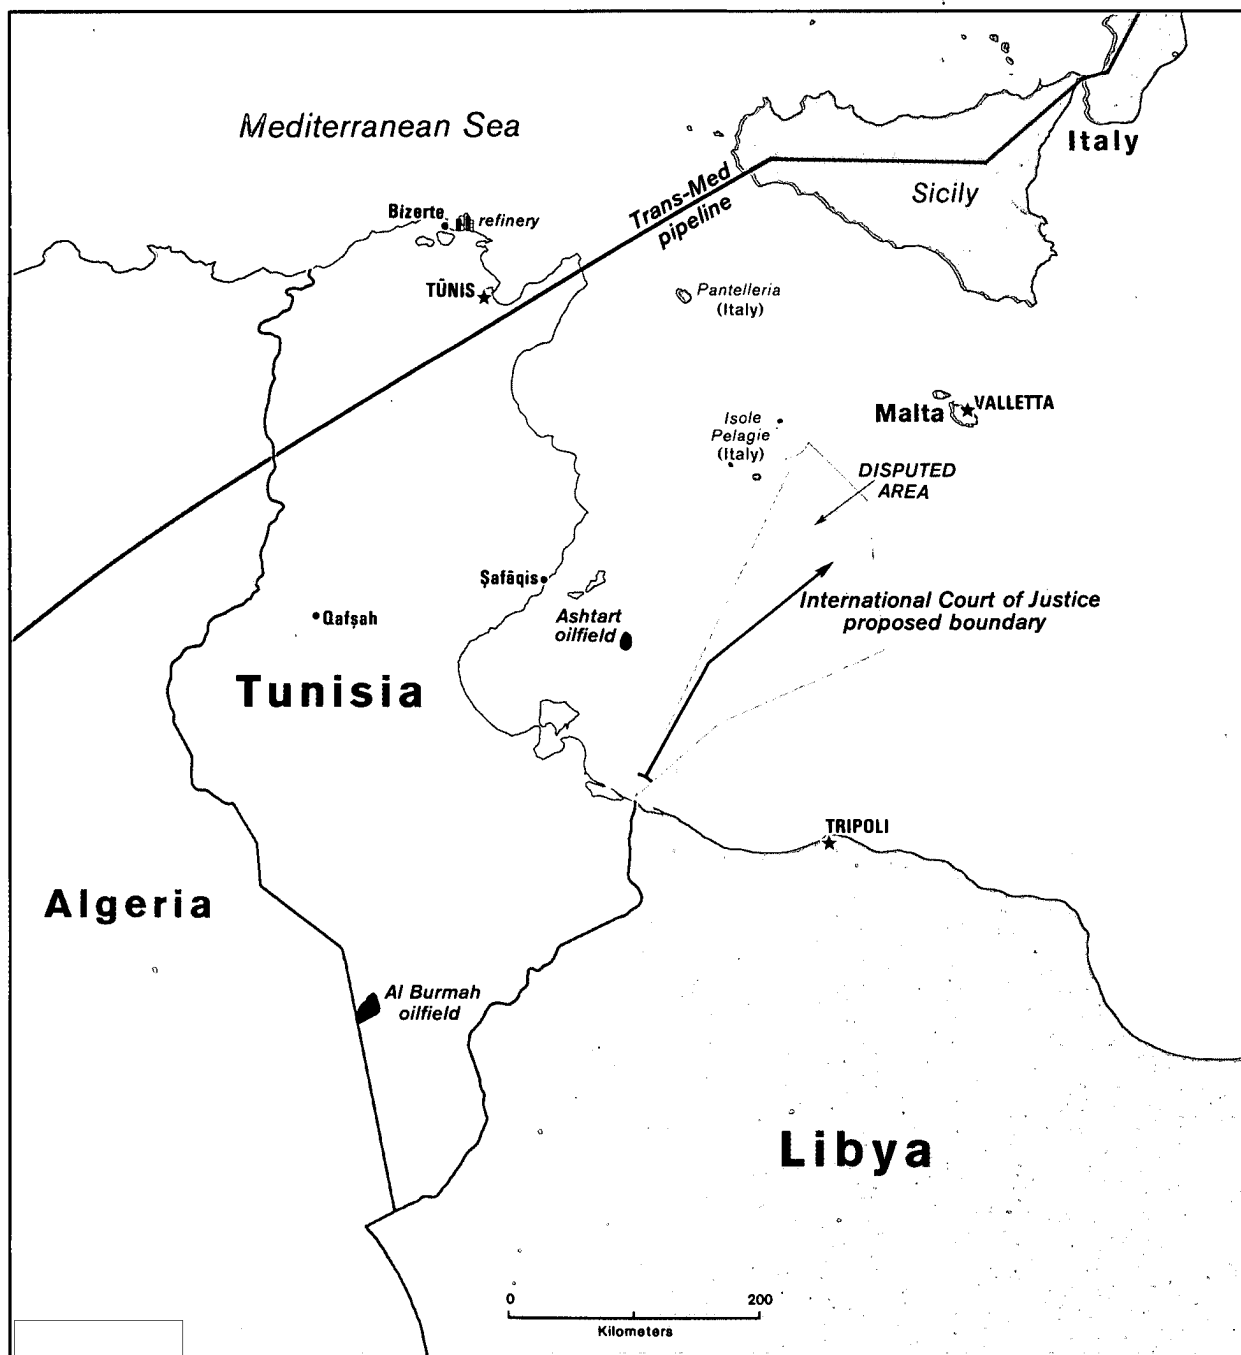 Mediterranean Sea
Italy
Sicily
Trans-Med
pipeline
Bizerte
refinery
TŪNIS
Pantelleria
(Italy)
Malta
VALLETTA
Isole
Pelagie
(Italy)
DISPUTED
AREA
Şafāqis
Qafşah
Ashtart
oilfield
International Court of Justice
proposed boundary
Tunisia
TRIPOLI
Algeria
Al Burmah
oilfield
Libya
0
200
Kilometers